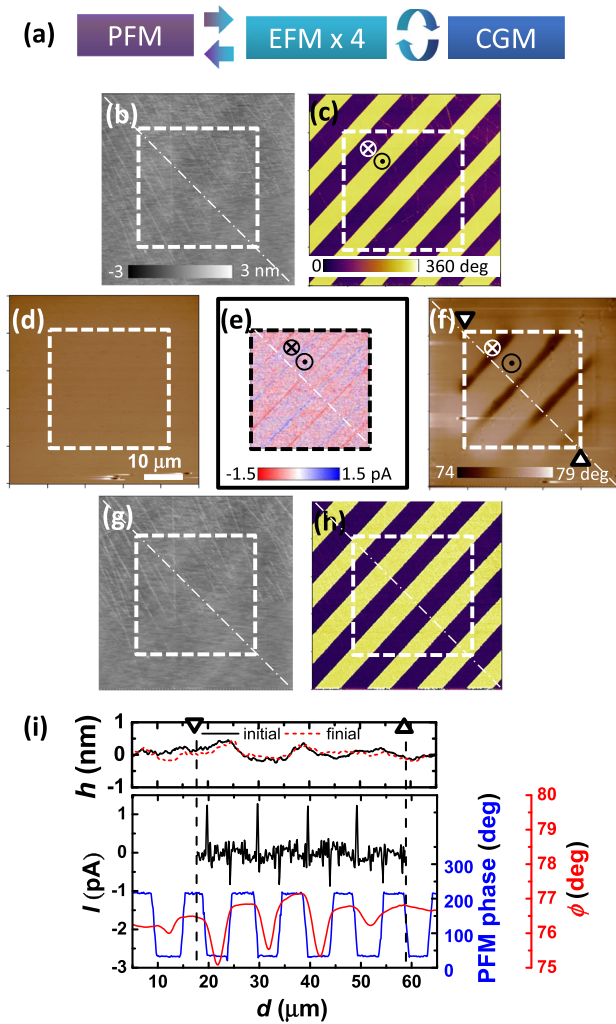 (a) PFM EFM x 4 CGM
(b) (c)
-3 3 nm 0 360 deg
(d) (e) (f)
10 μm -1.5 1.5 pA 74 79 deg
(g) (h)
(i)
1
0
-1
h (nm)
initial finial
1
0
-1
-2
-3
I (pA)
300
200
100
0
PFM phase (deg)
80
79
78
77
76
75
ϕ (deg)
10 20 30 40 50 60
d (μm)